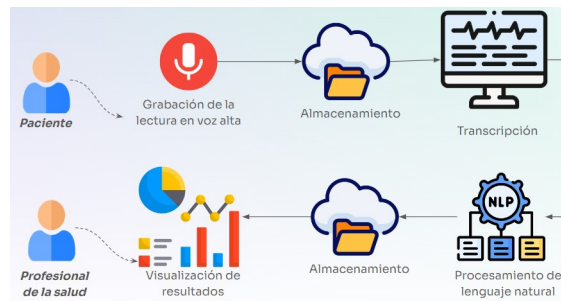 Paciente
Grabación de la
lectura en voz alta
Almacenamiento
Transcripción
Profesional
de la salud
Visualización de
resultados
Almacenamiento
NLP
Procesamiento de
lenguaje natural